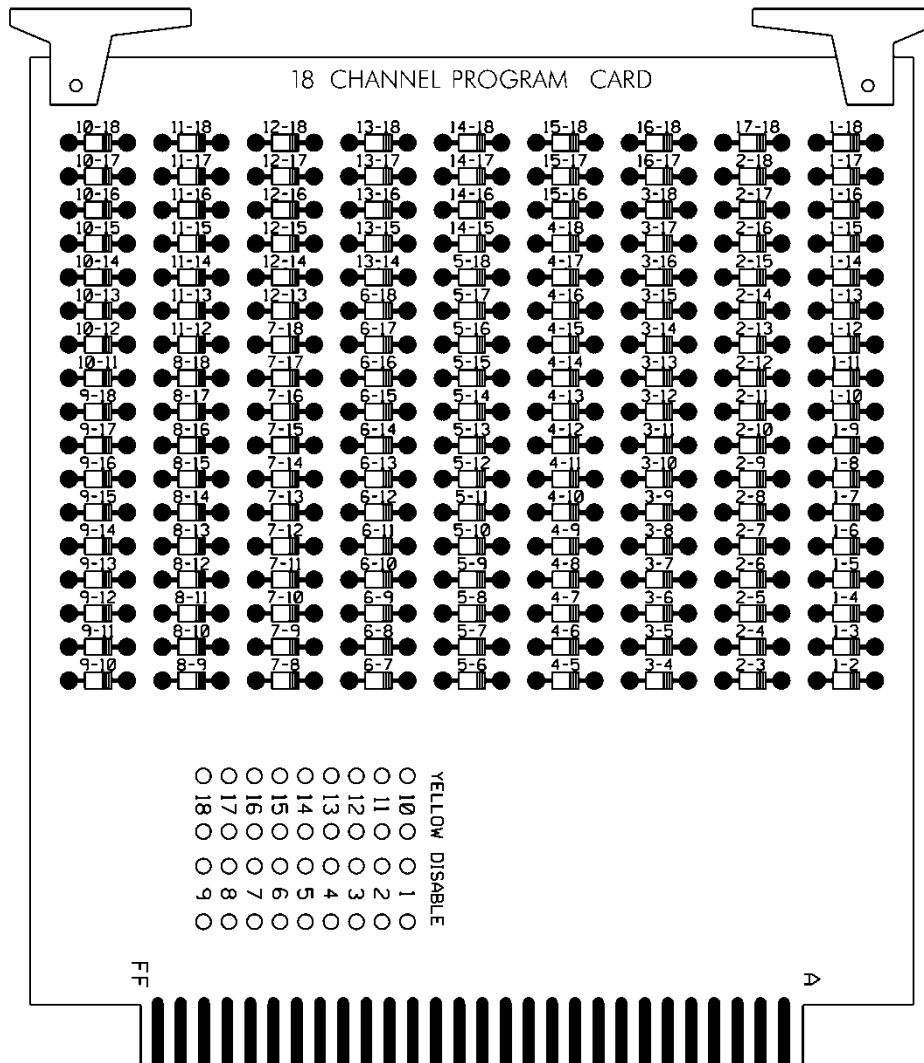 18 CHANNEL PROGRAM CARD
10-18 11-18 12-18 13-18 14-18 15-18 16-18 17-18 1-18
10-17 11-17 12-17 13-17 14-17 15-17 16-17 2-18 1-17
10-16 11-16 12-16 13-16 14-16 15-16 3-18 2-17 1-16
10-15 11-15 12-15 13-15 14-15 4-18 3-17 2-16 1-15
10-14 11-14 12-14 13-14 5-18 4-17 3-16 2-15 1-14
10-13 11-13 12-13 6-18 5-17 4-16 3-15 2-14 1-13
10-12 11-12 7-18 6-17 5-16 4-15 3-14 2-13 1-12
10-11 8-18 7-17 6-16 5-15 4-14 3-13 2-12 1-11
9-18 8-17 7-16 6-15 5-14 4-13 3-12 2-11 1-10
9-17 8-16 7-15 6-14 5-13 4-12 3-11 2-10 1-9
9-16 8-15 7-14 6-13 5-12 4-11 3-10 2-9 1-8
9-15 8-14 7-13 6-12 5-11 4-10 3-9 2-8 1-7
9-14 8-13 7-12 6-11 5-10 4-9 3-8 2-7 1-6
9-13 8-12 7-11 6-10 5-9 4-8 3-7 2-6 1-5
9-12 8-11 7-10 6-9 5-8 4-7 3-6 2-5 1-4
9-11 8-10 7-9 6-8 5-7 4-6 3-5 2-4 1-3
9-10 8-9 7-8 6-7 5-6 4-5 3-4 2-3 1-2
YELLOW DISABLE
10 1
11 2
12 3
13 4
14 5
15 6
16 7
17 8
18 9
FF
A